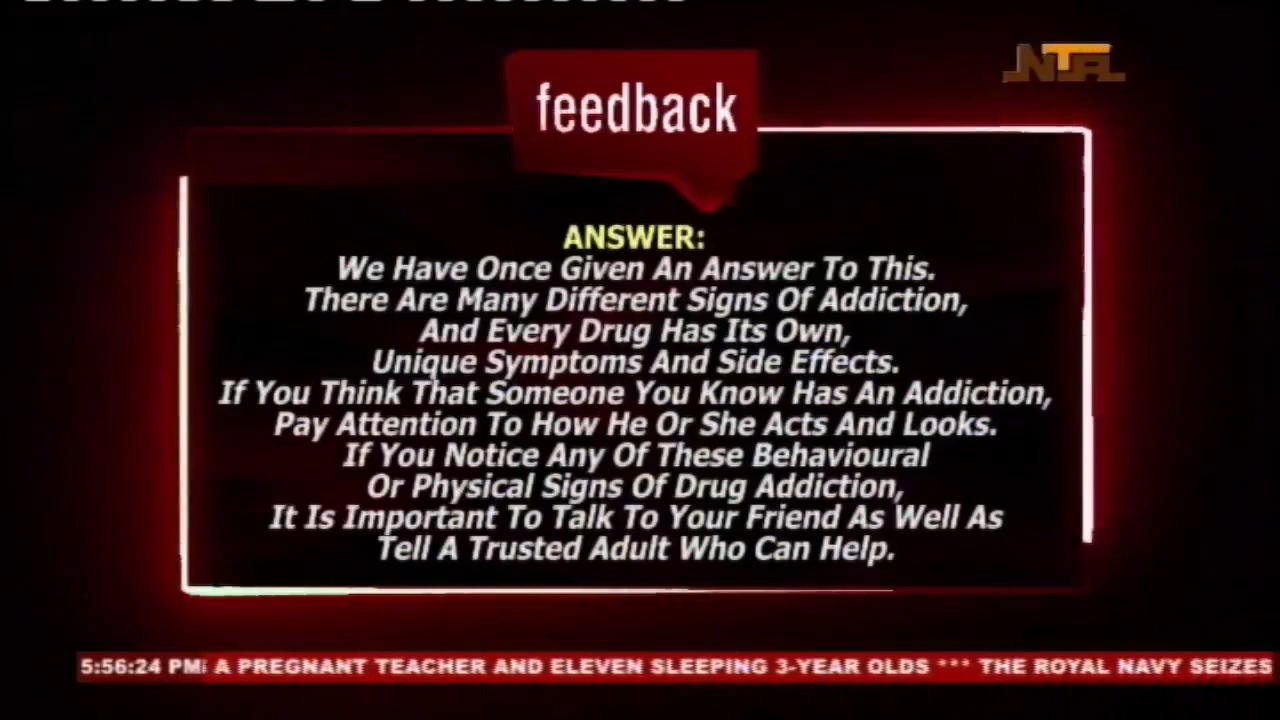 NTA
feedback
ANSWER:
We Have Once Given An Answer To This.
There Are Many Different Signs Of Addiction,
And Every Drug Has Its Own,
Unique Symptoms And Side Effects.
If You Think That Someone You Know Has An Addiction,
Pay Attention To How He Or She Acts And Looks.
If You Notice Any Of These Behavioural
Or Physical Signs Of Drug Addiction,
It Is Important To Talk To Your Friend As Well As
Tell A Trusted Adult Who Can Help.
5:56:24 PM: A PREGNANT TEACHER AND ELEVEN SLEEPING 3-YEAR OLDS *** THE ROYAL NAVY SEIZES